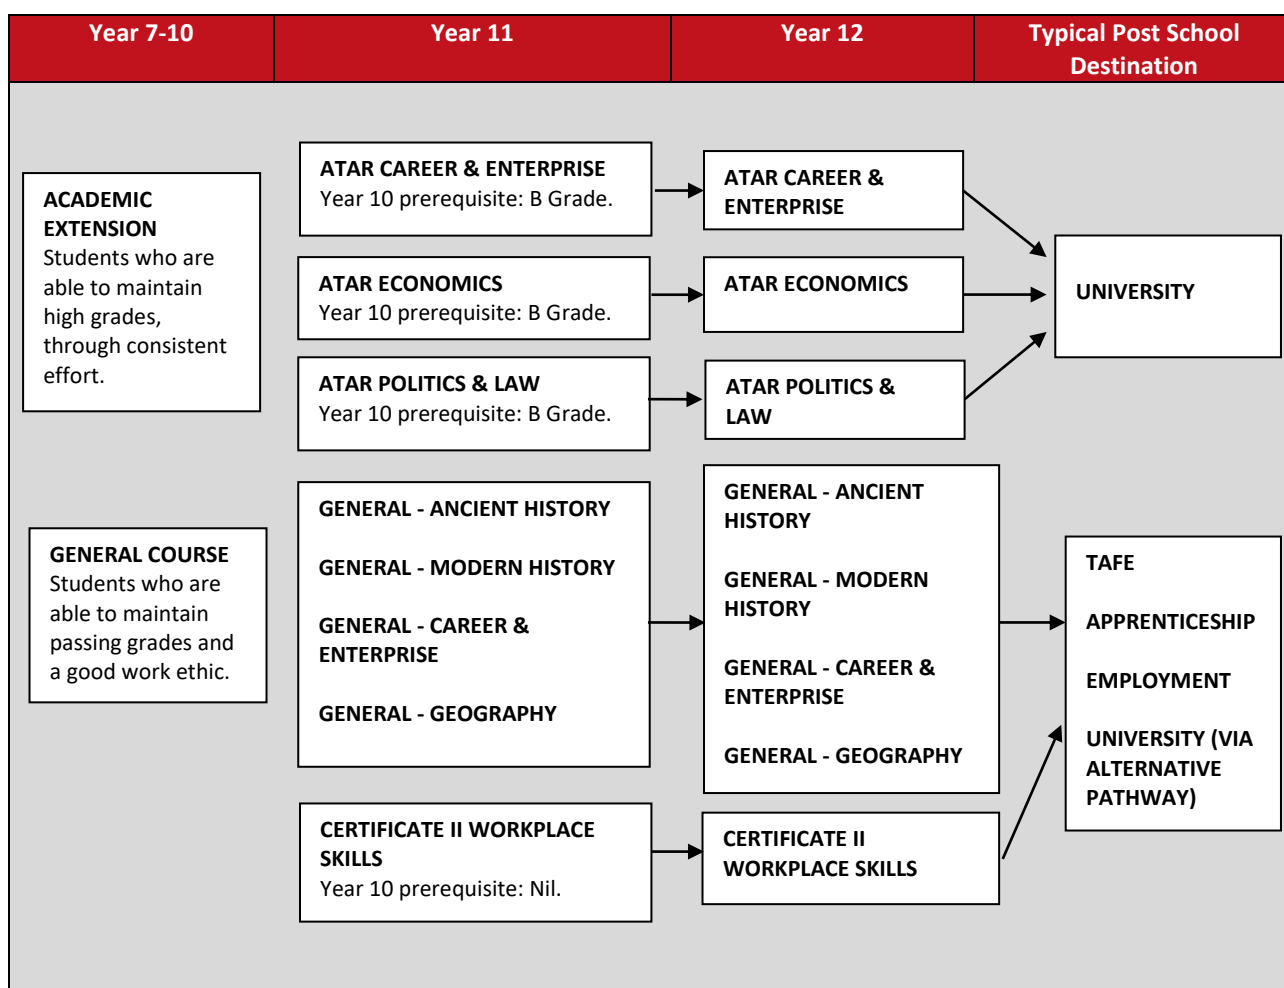 Year 7-10
Year 11
Year 12
Typical Post School
Destination
ACADEMIC
EXTENSION
Students who are
able to maintain
high grades,
through consistent
effort.
ATAR CAREER & ENTERPRISE
Year 10 prerequisite: B Grade.
ATAR CAREER &
ENTERPRISE
ATAR ECONOMICS
Year 10 prerequisite: B Grade.
ATAR ECONOMICS
ATAR POLITICS & LAW
Year 10 prerequisite: B Grade.
ATAR POLITICS &
LAW
UNIVERSITY
GENERAL COURSE
Students who are
able to maintain
passing grades and
a good work ethic.
GENERAL - ANCIENT HISTORY
GENERAL - MODERN HISTORY
GENERAL - CAREER &
ENTERPRISE
GENERAL - GEOGRAPHY
GENERAL - ANCIENT
HISTORY
GENERAL - MODERN
HISTORY
GENERAL - CAREER &
ENTERPRISE
GENERAL - GEOGRAPHY
CERTIFICATE II WORKPLACE
SKILLS
Year 10 prerequisite: Nil.
CERTIFICATE II
WORKPLACE SKILLS
TAFE
APPRENTICESHIP
EMPLOYMENT
UNIVERSITY (VIA
ALTERNATIVE
PATHWAY)